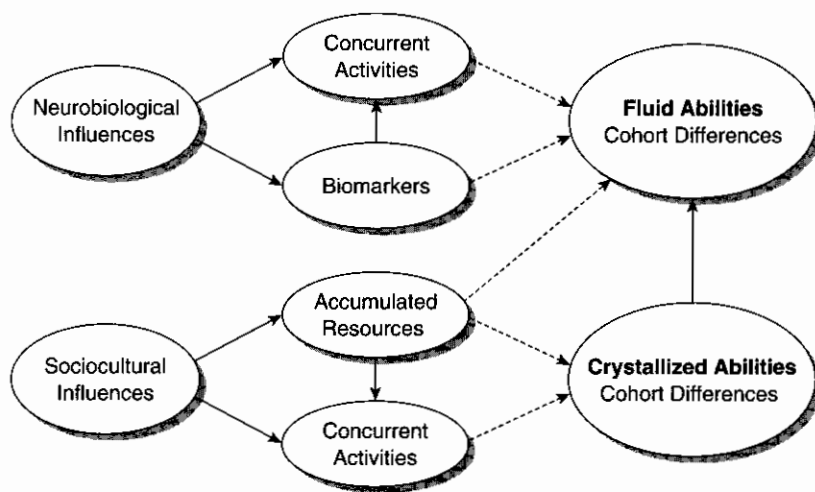 Concurrent
Activities
Neurobiological
Influences
Fluid Abilities
Cohort Differences
Biomarkers
Accumulated
Resources
Sociocultural
Influences
Crystallized Abilities
Cohort Differences
Concurrent
Activities